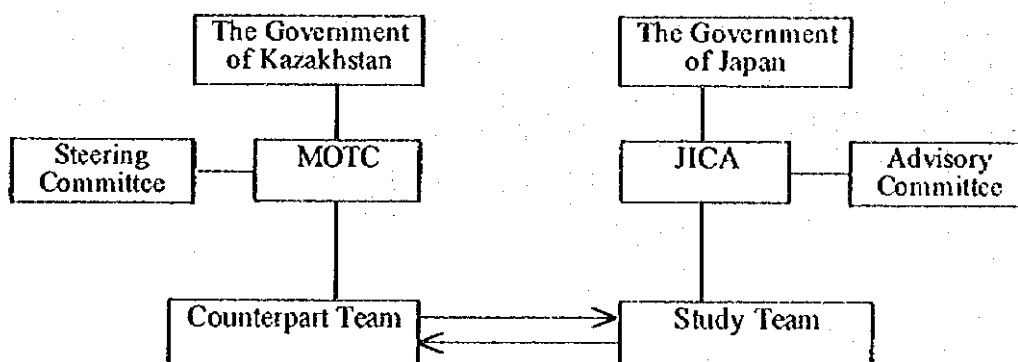 The Government
of Kazakhstan
The Government
of Japan
Steering
Committee
MOTC
JICA
Advisory
Committee
Counterpart Team
Study Team